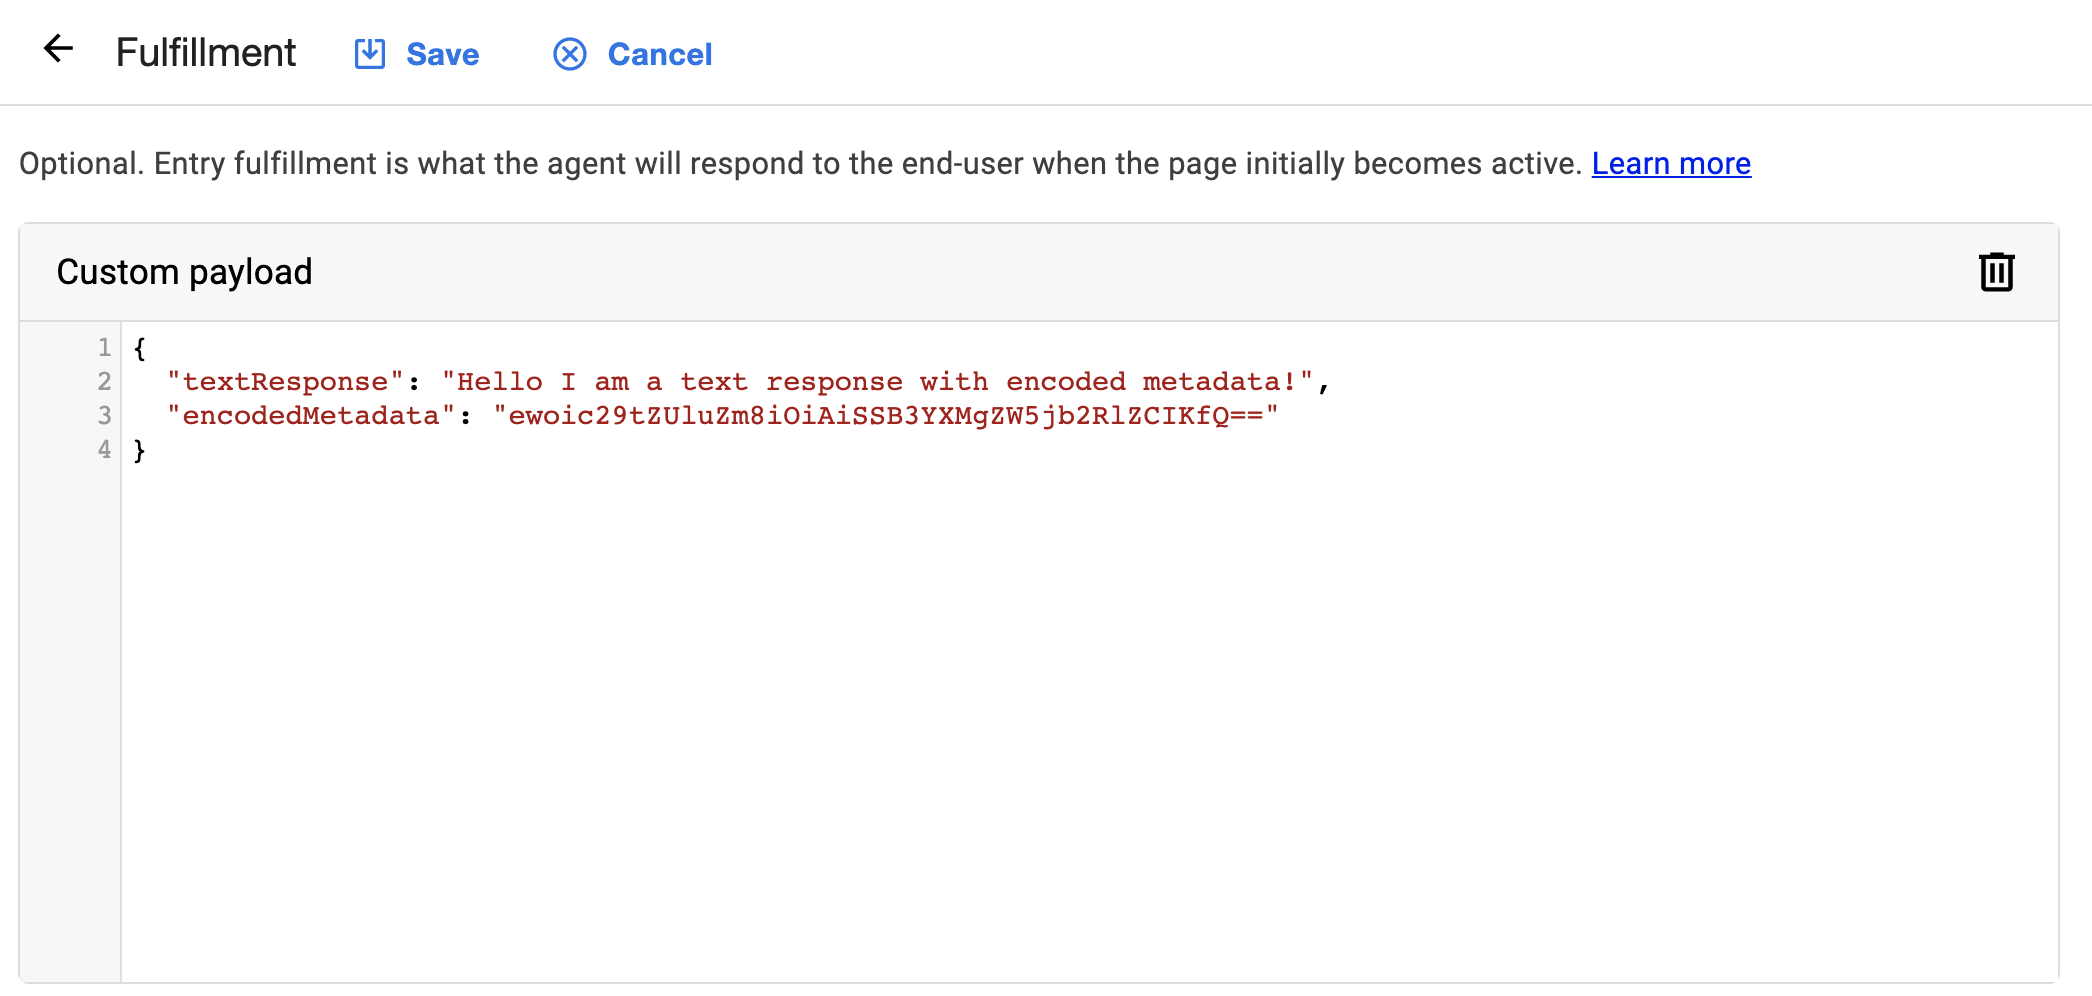 Fulfillment Save Cancel
Optional. Entry fulfillment is what the agent will respond to the end-user when the page initially becomes active. Learn more
Custom payload
1 {
2 "textResponse": "Hello I am a text response with encoded metadata!",
3 "encodedMetadata": "ewoic29tZUluZm8iOiAiSSB3YXMgZW5jb2RlZCIKfQ=="
4 }